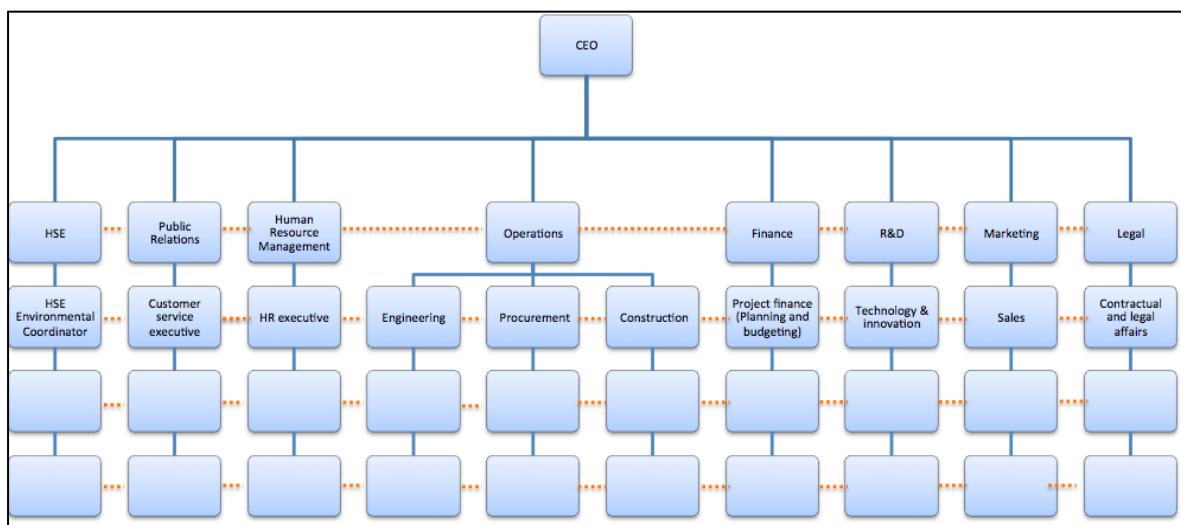 CEO
HSE
Public
Relations
Human
Resource
Management
Operations
Finance
R&D
Marketing
Legal
HSE
Environmental
Coordinator
Customer
service
executive
HR executive
Engineering
Procurement
Construction
Project finance
(Planning and
budgeting)
Technology &
innovation
Sales
Contractual
and legal
affairs